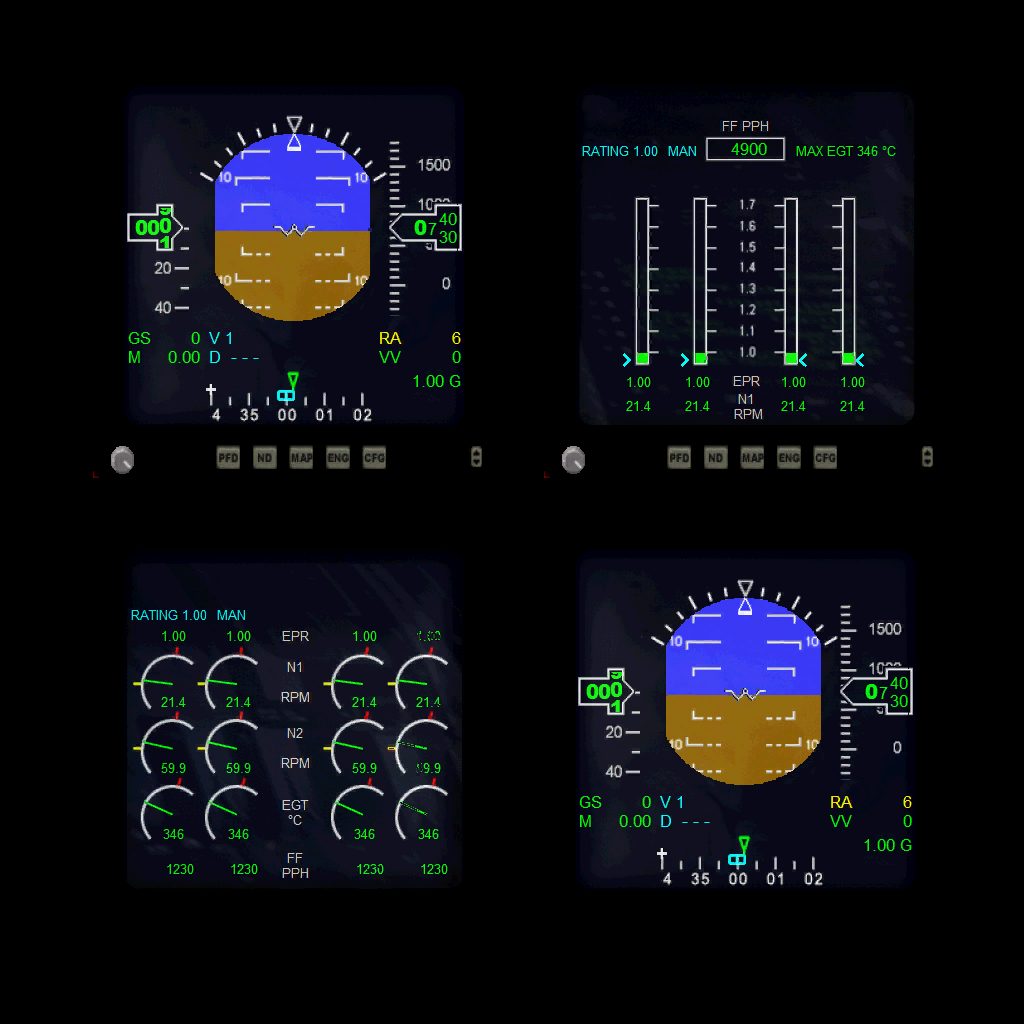 10 10
1500
1000
000
1
07 40
30
0
20
40
10 10
GS 0 V 1 RA 6
M 0.00 D --- VV 0
1.00 G
4 35 00 01 02
FF PPH
RATING 1.00 MAN 4900 MAX EGT 346 °C
1.7
1.6
1.5
1.4
1.3
1.2
1.1
1.0
1.00 1.00 EPR 1.00 1.00
21.4 21.4 N1 RPM 21.4 21.4
PFD ND MAP ENG CFG
PFD ND MAP ENG CFG
RATING 1.00 MAN
1.00 1.00 EPR 1.00 1.00
N1
21.4 21.4 RPM 21.4 21.4
N2
59.9 59.9 RPM 59.9 59.9
EGT
°C
346 346 346 346
FF
1230 1230 PPH 1230 1230
10 10
1500
1000
000
1
07 40
30
0
20
40
10 10
GS 0 V 1 RA 6
M 0.00 D --- VV 0
1.00 G
4 35 00 01 02